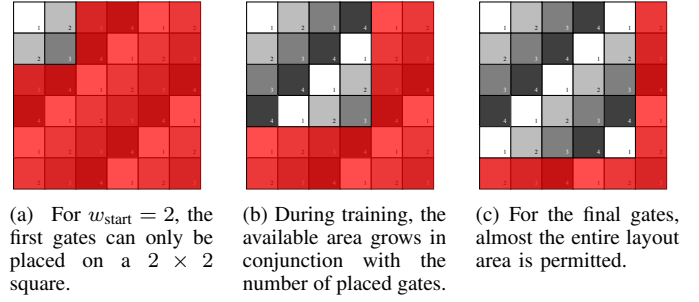 (a) For w_start = 2, the
first gates can only be
placed on a 2 × 2
square.
(b) During training, the
available area grows in
conjunction with the
number of placed gates.
(c) For the final gates,
almost the entire layout
area is permitted.